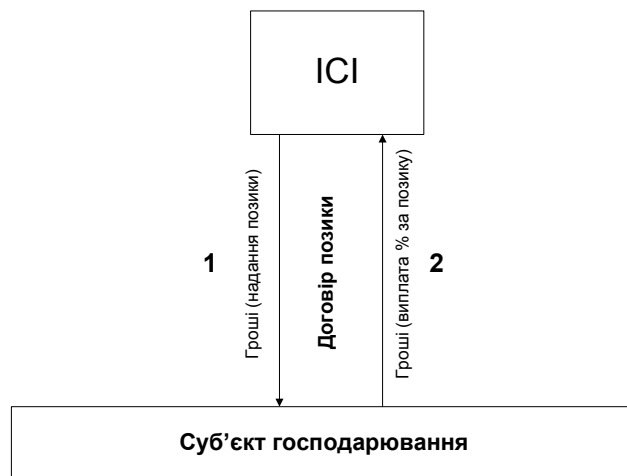 ІСІ
1
Гроші (надання позики)
Договір позики
Гроші (виплата % за позику)
2
Суб’єкт господарювання